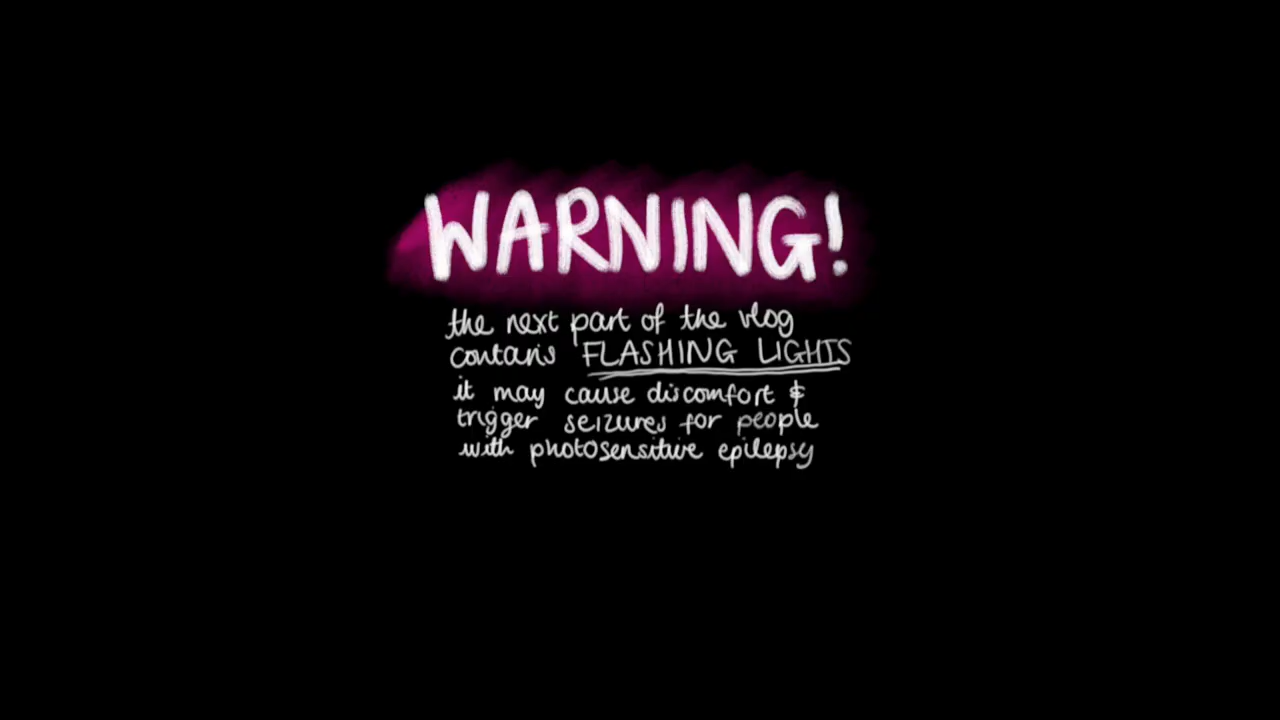 WARNING!
the next part of the vlog
contains FLASHING LIGHTS
it may cause discomfort &
trigger seizures for people
with photosensitive epilepsy